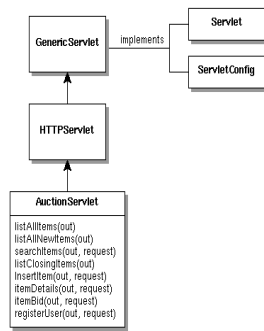 Servlet
GenericServlet
implements
ServletConfig
HTTPServlet
AuctionServlet
listAllItems(out)
listAllNewItems(out)
searchItems(out, request)
listClosingItems(out)
InsertItem(out, request)
itemDetails(out, request)
itemBid(out, request)
registerUser(out, request)